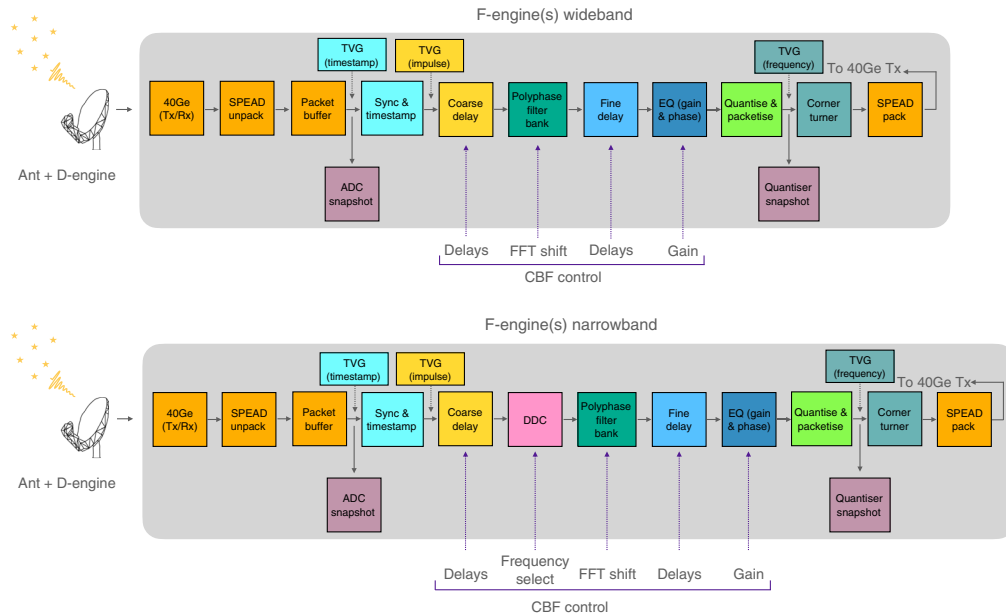 F-engine(s) wideband
TVG
(timestamp)
TVG
(impulse)
TVG
(frequency)
To 40Ge Tx
40Ge
(Tx/Rx)
SPEAD
unpack
Packet
buffer
Sync &
timestamp
Coarse
delay
Polyphase
filter
bank
Fine
delay
EQ (gain
& phase)
Quantise &
packetise
Corner
turner
SPEAD
pack
Ant + D-engine
ADC
snapshot
Quantiser
snapshot
Delays
FFT shift
Delays
Gain
CBF control
F-engine(s) narrowband
TVG
(timestamp)
TVG
(impulse)
TVG
(frequency)
To 40Ge Tx
40Ge
(Tx/Rx)
SPEAD
unpack
Packet
buffer
Sync &
timestamp
Coarse
delay
DDC
Polyphase
filter
bank
Fine
delay
EQ (gain
& phase)
Quantise &
packetise
Corner
turner
SPEAD
pack
Ant + D-engine
ADC
snapshot
Quantiser
snapshot
Delays
Frequency
select
FFT shift
Delays
Gain
CBF control